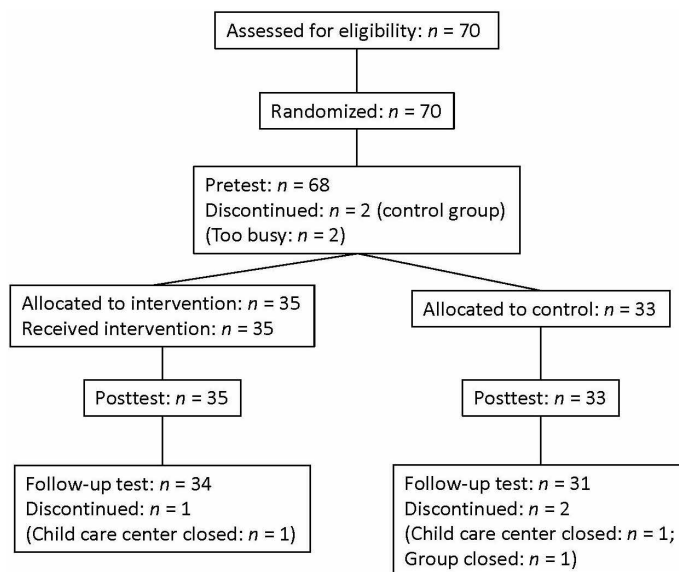 Assessed for eligibility: n = 70
Randomized: n = 70
Pretest: n = 68
Discontinued: n = 2 (control group)
(Too busy: n = 2)
Allocated to intervention: n = 35
Received intervention: n = 35
Allocated to control: n = 33
Posttest: n = 35
Posttest: n = 33
Follow-up test: n = 34
Discontinued: n = 1
(Child care center closed: n = 1)
Follow-up test: n = 31
Discontinued: n = 2
(Child care center closed: n = 1;
Group closed: n = 1)